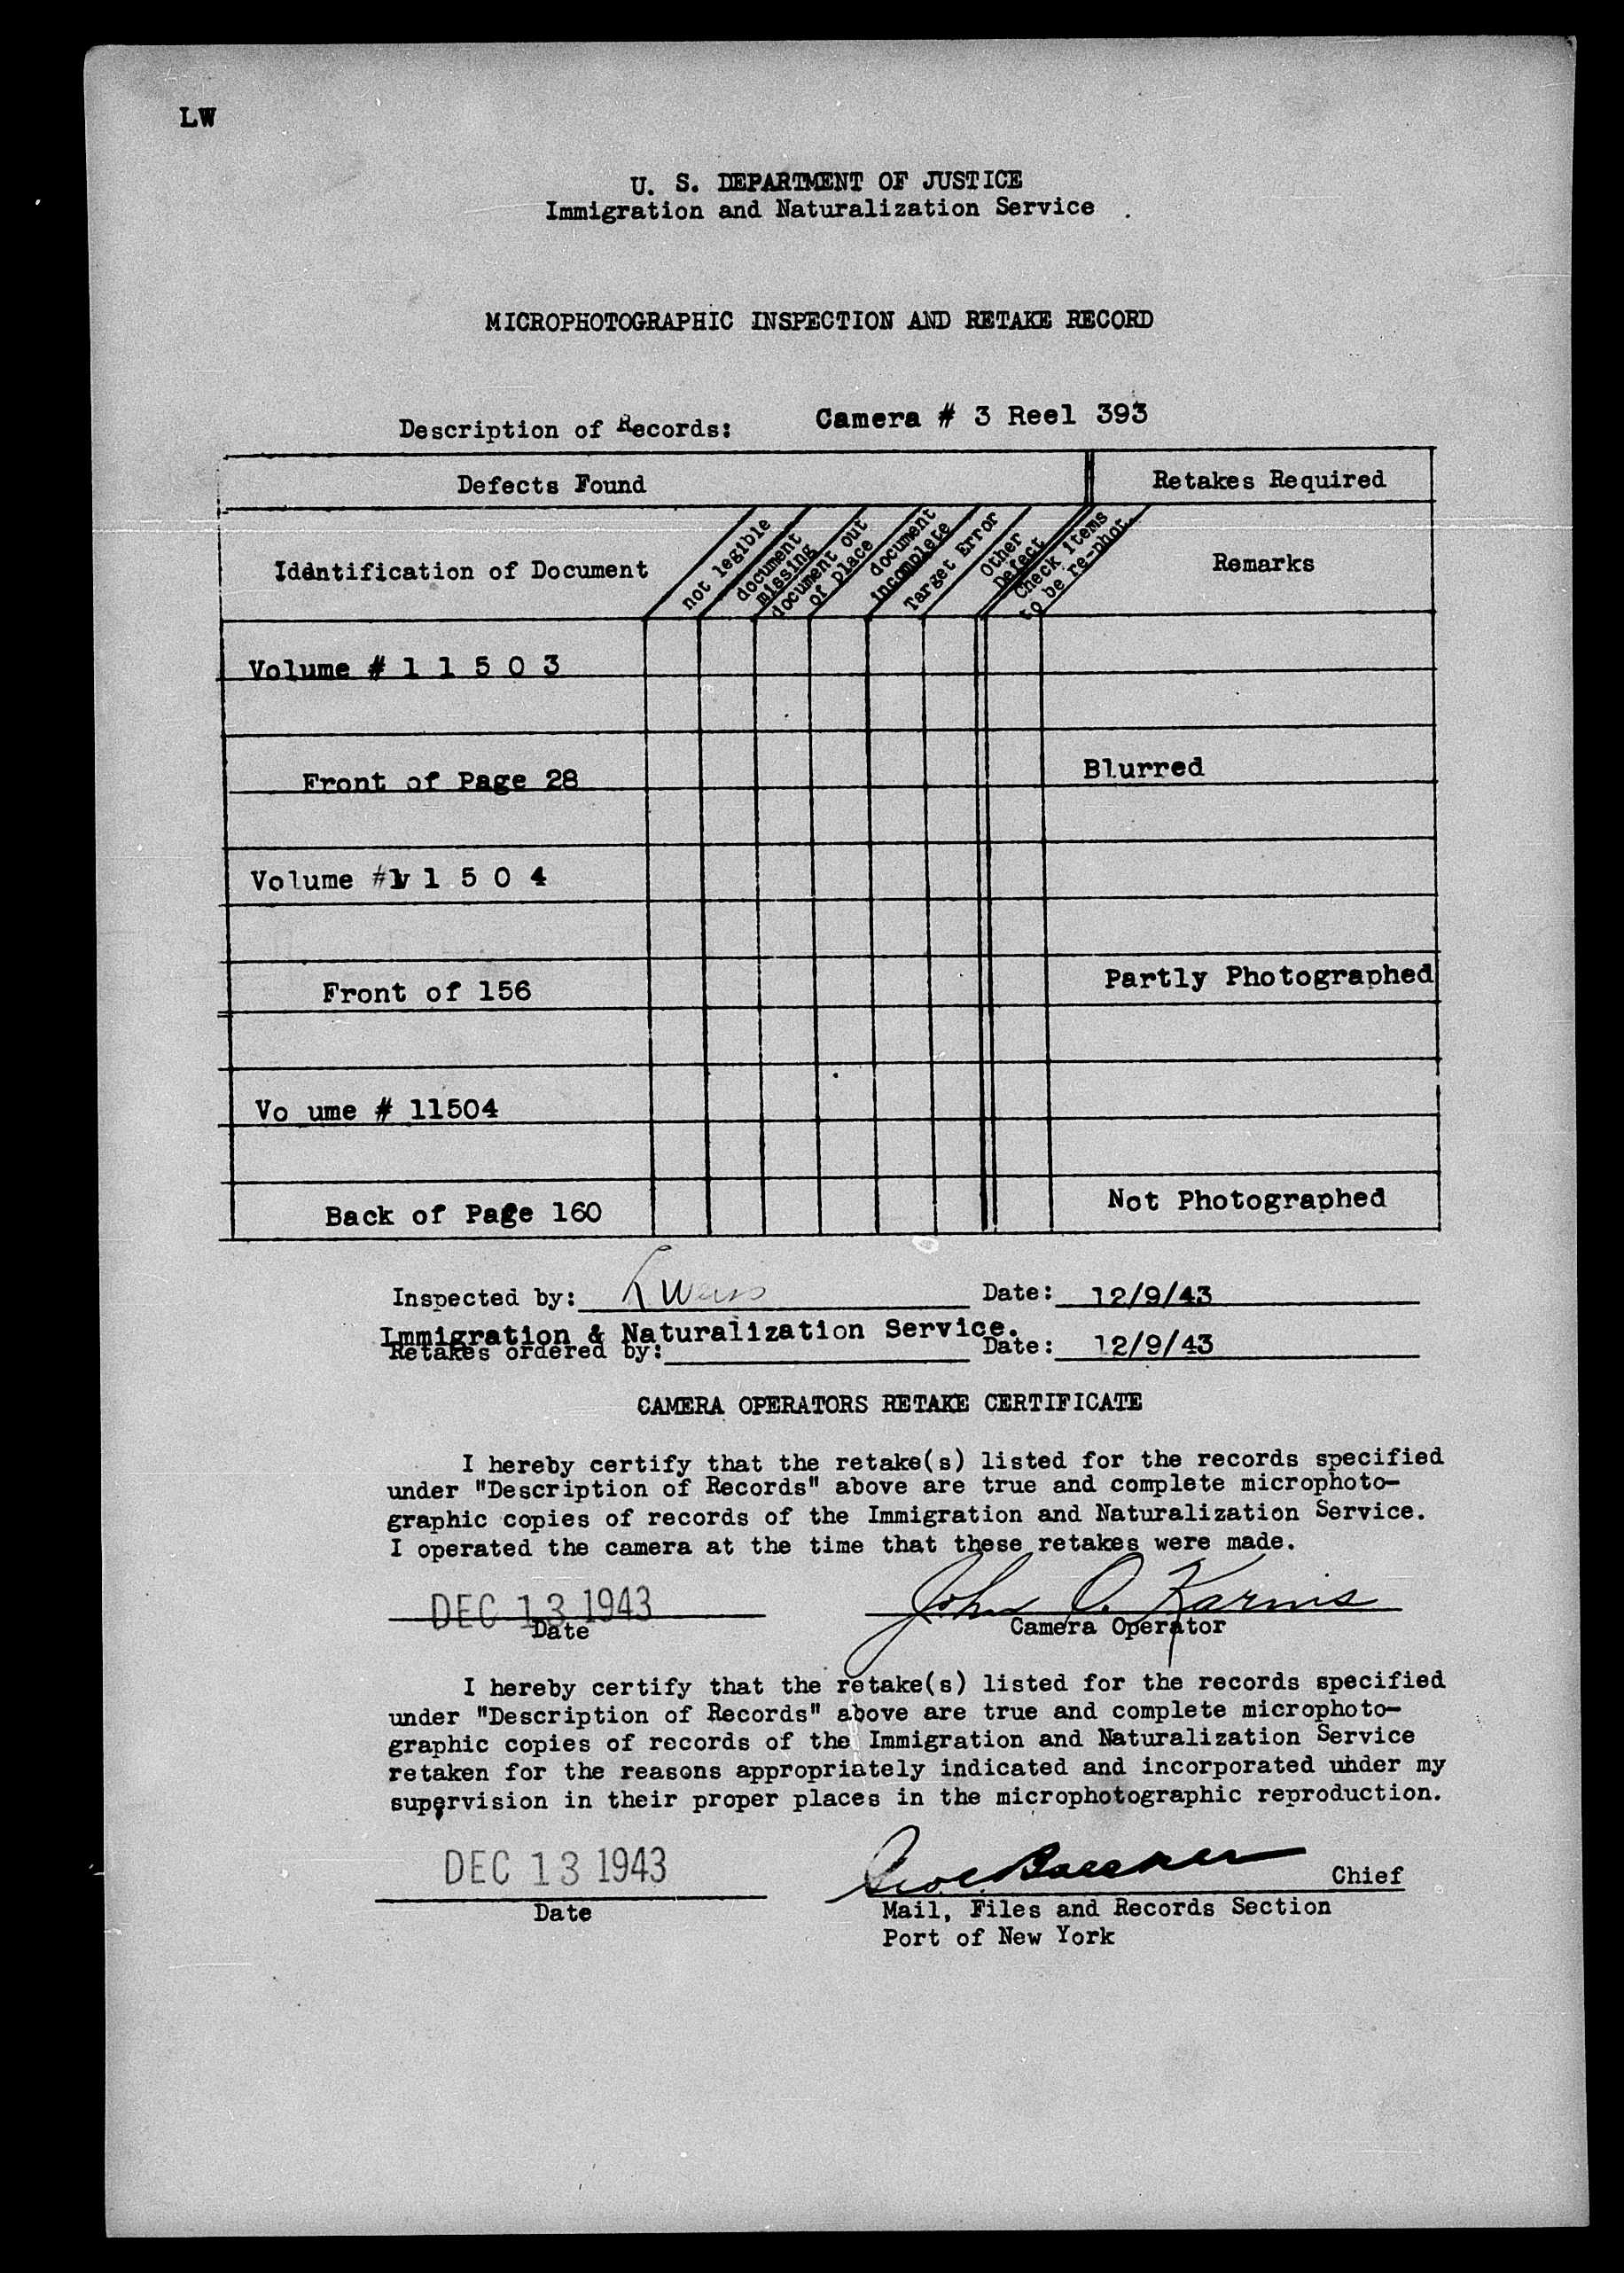 LW
U. S. DEPARTMENT OF JUSTICE
Immigration and Naturalization Service
MICROPHOTOGRAPHIC INSPECTION AND RETAKE RECORD
Description of Records: Camera # 3 Reel 393
Defects Found Retakes Required
Identification of Document
not legible
document
missing
document out
of place
document
incomplete
Target Error
Other
Defect
Check items
to be re-phot
Remarks
Volume # 1 1 5 0 3
Front of Page 28 Blurred
Volume #1 1 5 0 4
Front of 156 Partly Photographed
Vo ume # 11504
Back of Page 160 Not Photographed
Inspected by: L Weiss Date: 12/9/43
Immigration & Naturalization Service.
Retakes ordered by: Date: 12/9/43
CAMERA OPERATORS RETAKE CERTIFICATE
I hereby certify that the retake(s) listed for the records specified
under "Description of Records" above are true and complete microphoto-
graphic copies of records of the Immigration and Naturalization Service.
I operated the camera at the time that these retakes were made.
DEC 13 1943 John O. Karnis
Date Camera Operator
I hereby certify that the retake(s) listed for the records specified
under "Description of Records" above are true and complete microphoto-
graphic copies of records of the Immigration and Naturalization Service
retaken for the reasons appropriately indicated and incorporated under my
supervision in their proper places in the microphotographic reproduction.
DEC 13 1943 Chief
Date Mail, Files and Records Section
Port of New York